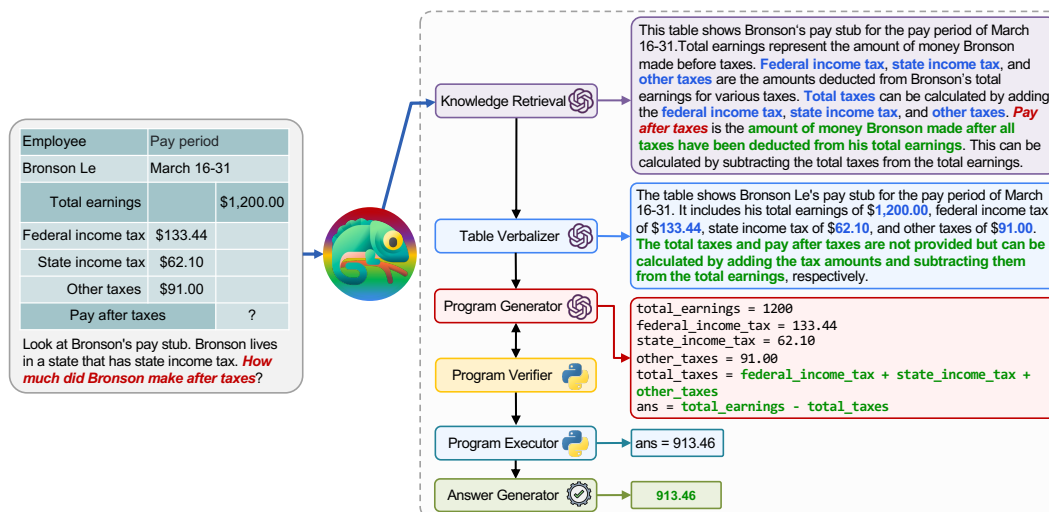 Employee Pay period
Bronson Le March 16-31
Total earnings $1,200.00
Federal income tax $133.44
State income tax $62.10
Other taxes $91.00
Pay after taxes ?
Look at Bronson's pay stub. Bronson lives
in a state that has state income tax. How
much did Bronson make after taxes?
Knowledge Retrieval
This table shows Bronson's pay stub for the pay period of March
16-31.Total earnings represent the amount of money Bronson
made before taxes. Federal income tax, state income tax, and
other taxes are the amounts deducted from Bronson's total
earnings for various taxes. Total taxes can be calculated by adding
the federal income tax, state income tax, and other taxes. Pay
after taxes is the amount of money Bronson made after all
taxes have been deducted from his total earnings. This can be
calculated by subtracting the total taxes from the total earnings.
Table Verbalizer
The table shows Bronson Le's pay stub for the pay period of March
16-31. It includes his total earnings of $1,200.00, federal income tax
of $133.44, state income tax of $62.10, and other taxes of $91.00.
The total taxes and pay after taxes are not provided but can be
calculated by adding the tax amounts and subtracting them
from the total earnings, respectively.
Program Generator
total_earnings = 1200
federal_income_tax = 133.44
state_income_tax = 62.10
other_taxes = 91.00
total_taxes = federal_income_tax + state_income_tax +
other_taxes
ans = total_earnings - total_taxes
Program Verifier
Program Executor
ans = 913.46
Answer Generator
913.46